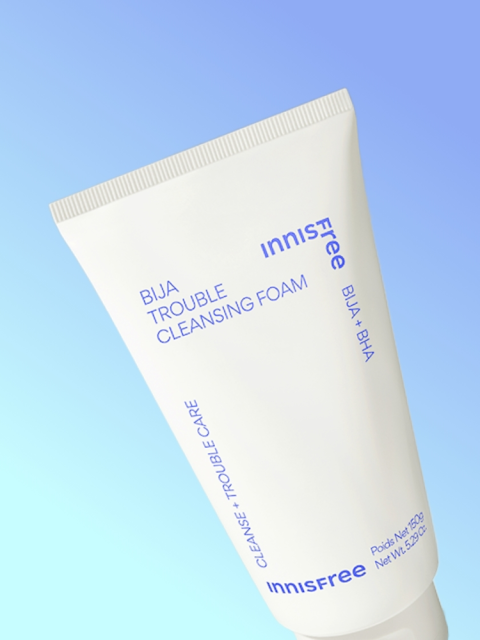 INNISFree
BIJA
TROUBLE
CLEANSING FOAM
BIJA + BHA
CLEANSE + TROUBLE CARE
INNISFree
Poids Net 150g
Net Wt. 5.29 Oz.